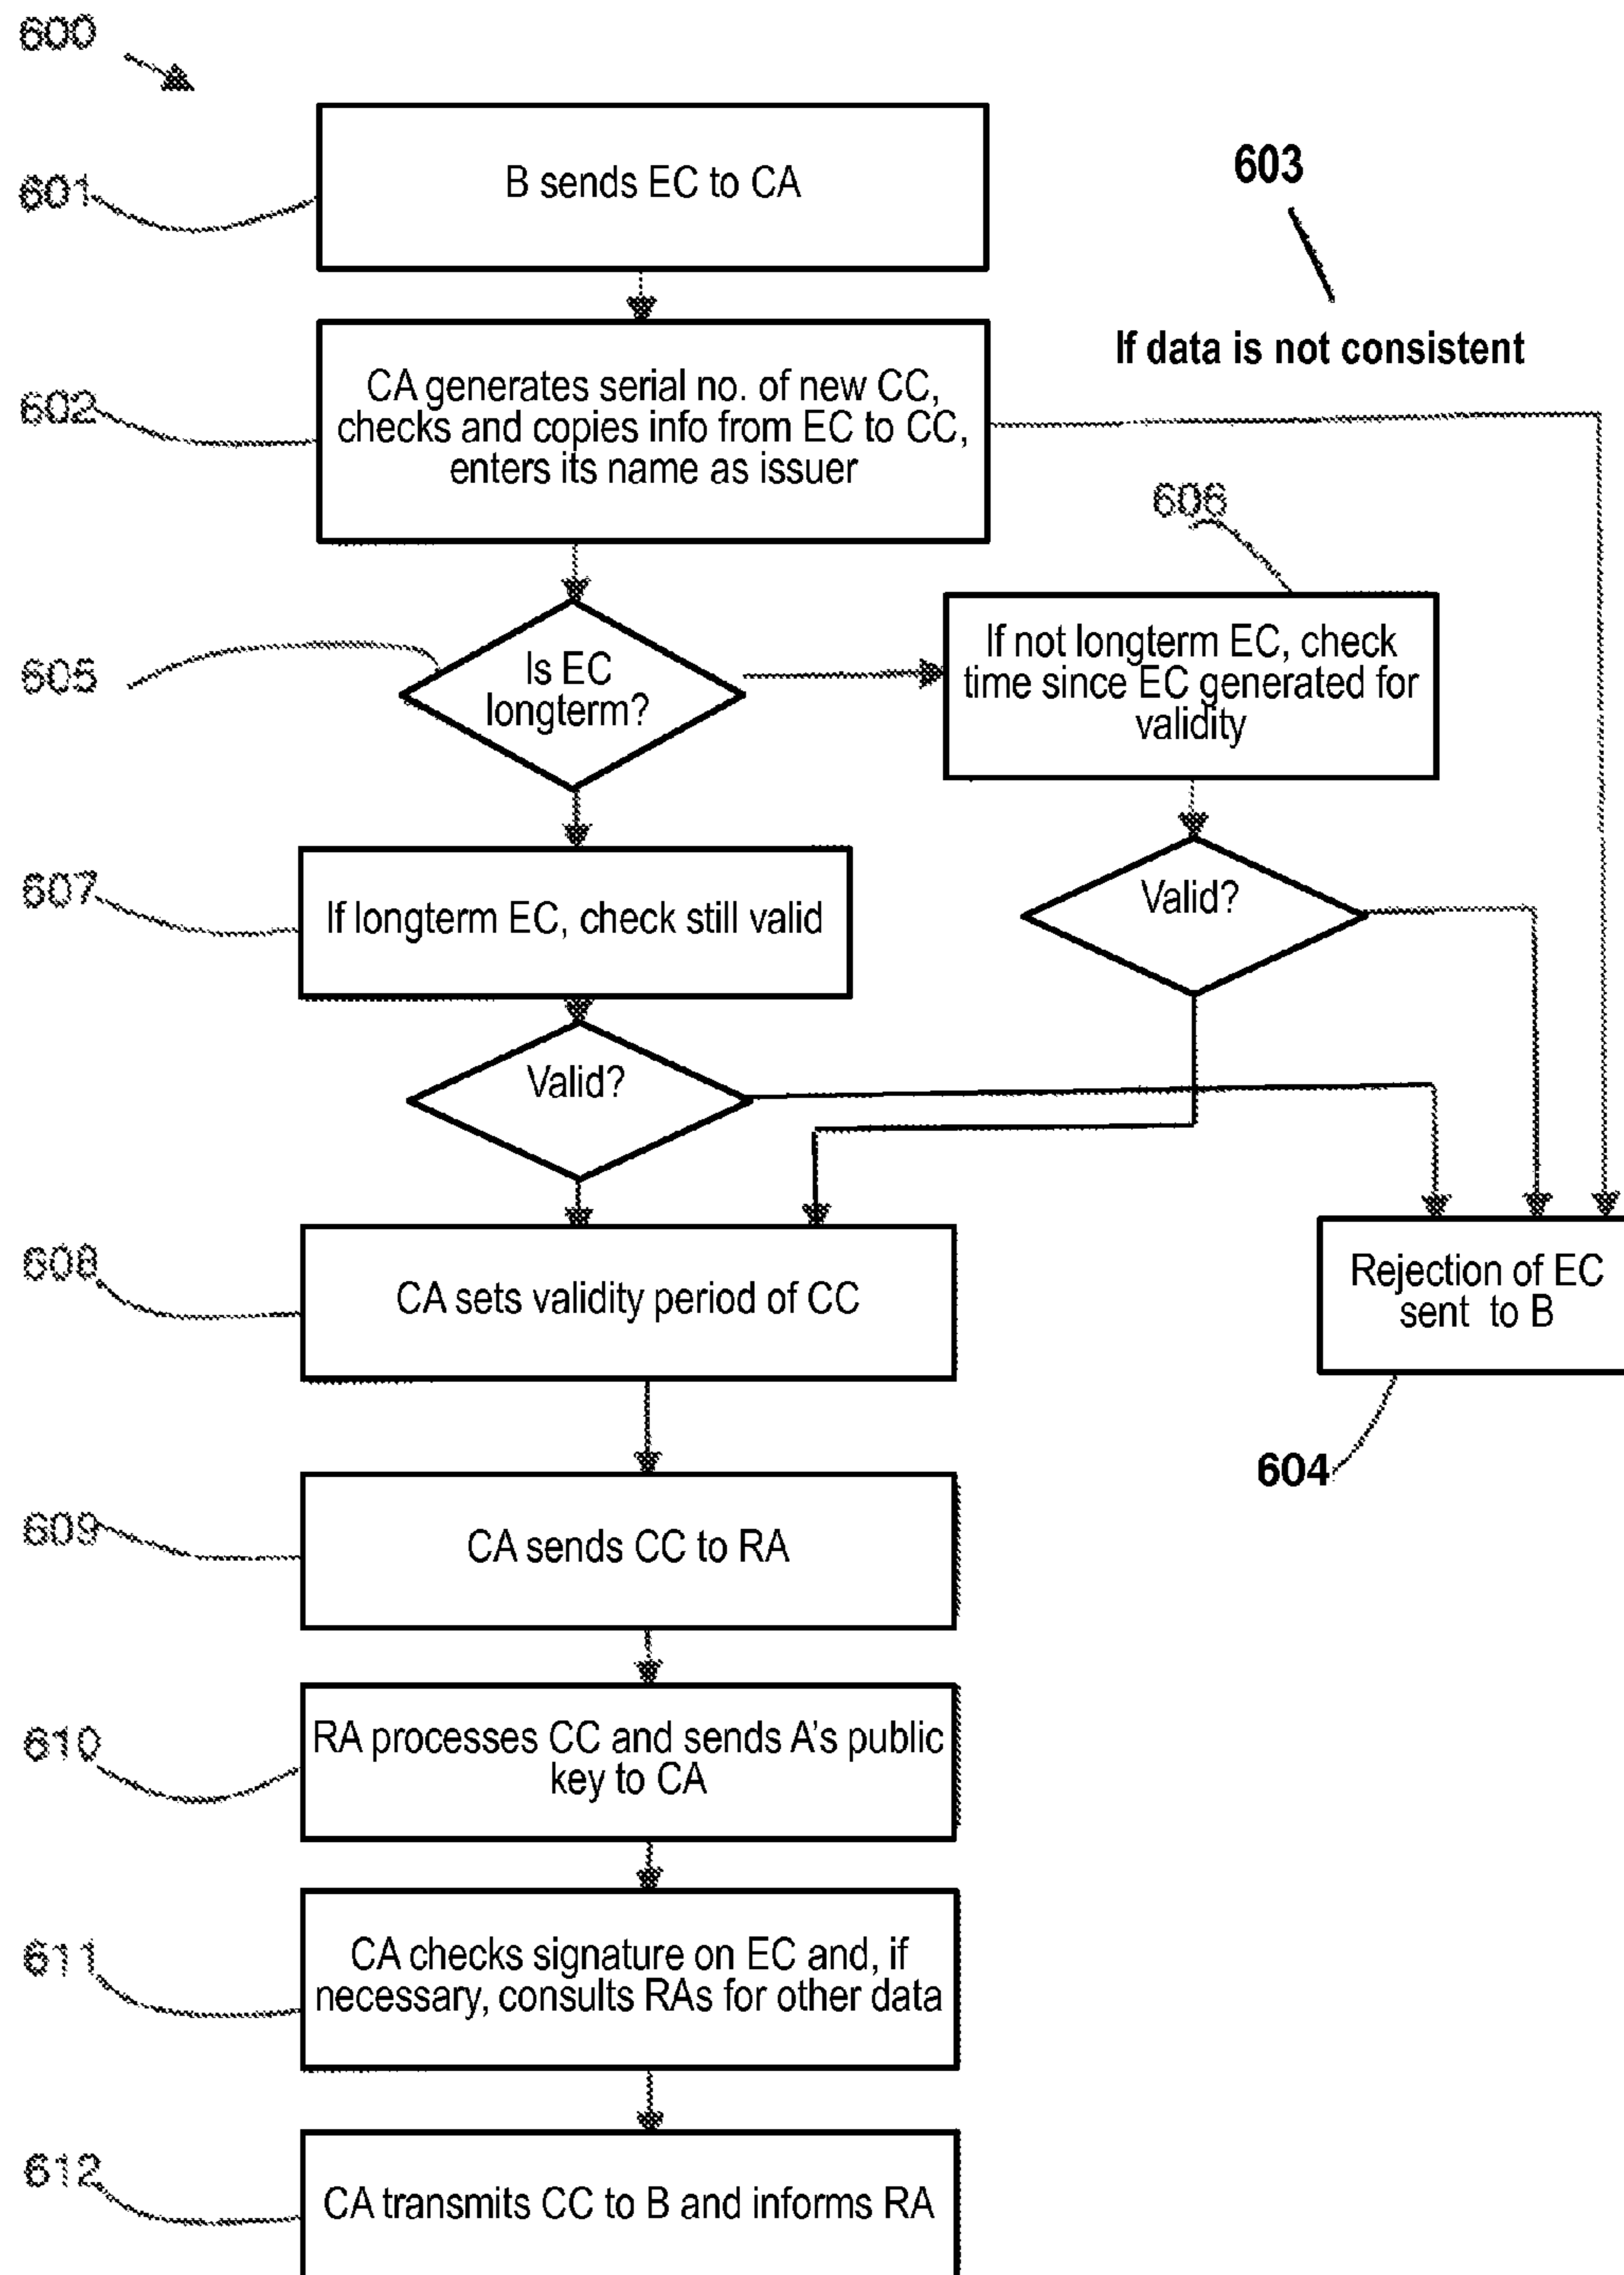 600
601
B sends EC to CA
603
If data is not consistent
602
CA generates serial no. of new CC,
checks and copies info from EC to CC,
enters its name as issuer
606
605
Is EC
longterm?
If not longterm EC, check
time since EC generated for
validity
607
If longterm EC, check still valid
Valid?
Valid?
608
CA sets validity period of CC
Rejection of EC
sent to B
604
609
CA sends CC to RA
610
RA processes CC and sends A's public
key to CA
611
CA checks signature on EC and, if
necessary, consults RAs for other data
612
CA transmits CC to B and informs RA